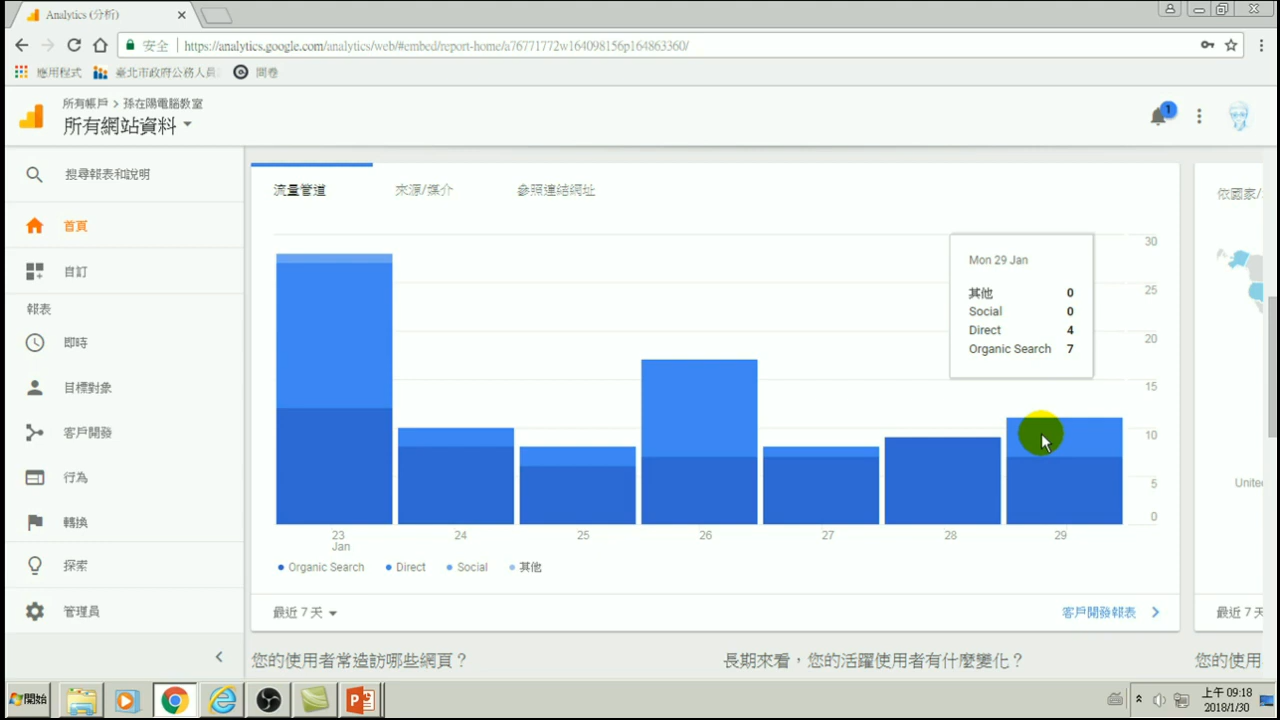 Analytics (分析)
安全 https://analytics.google.com/analytics/web/#embed/report-home/a76771772w164098156p164863360/
應用程式 臺北市政府公務人員 問卷
所有帳戶 > 孫在陽電腦教室
所有網站資料
1
搜尋報表和說明
首頁
自訂
報表
即時
目標對象
客戶開發
行為
轉換
探索
管理員
流量管道 來源/媒介 參照連結網址
依國家/
30
25
20
15
10
5
0
Mon 29 Jan
其他 0
Social 0
Direct 4
Organic Search 7
United
23 24 25 26 27 28 29
Jan
Organic Search Direct Social 其他
最近 7 天
客戶開發報表
最近 7 天
您的使用者常造訪哪些網頁？
長期來看，您的活躍使用者有什麼變化？
您的使用
開始
上午 09:18
2018/1/30